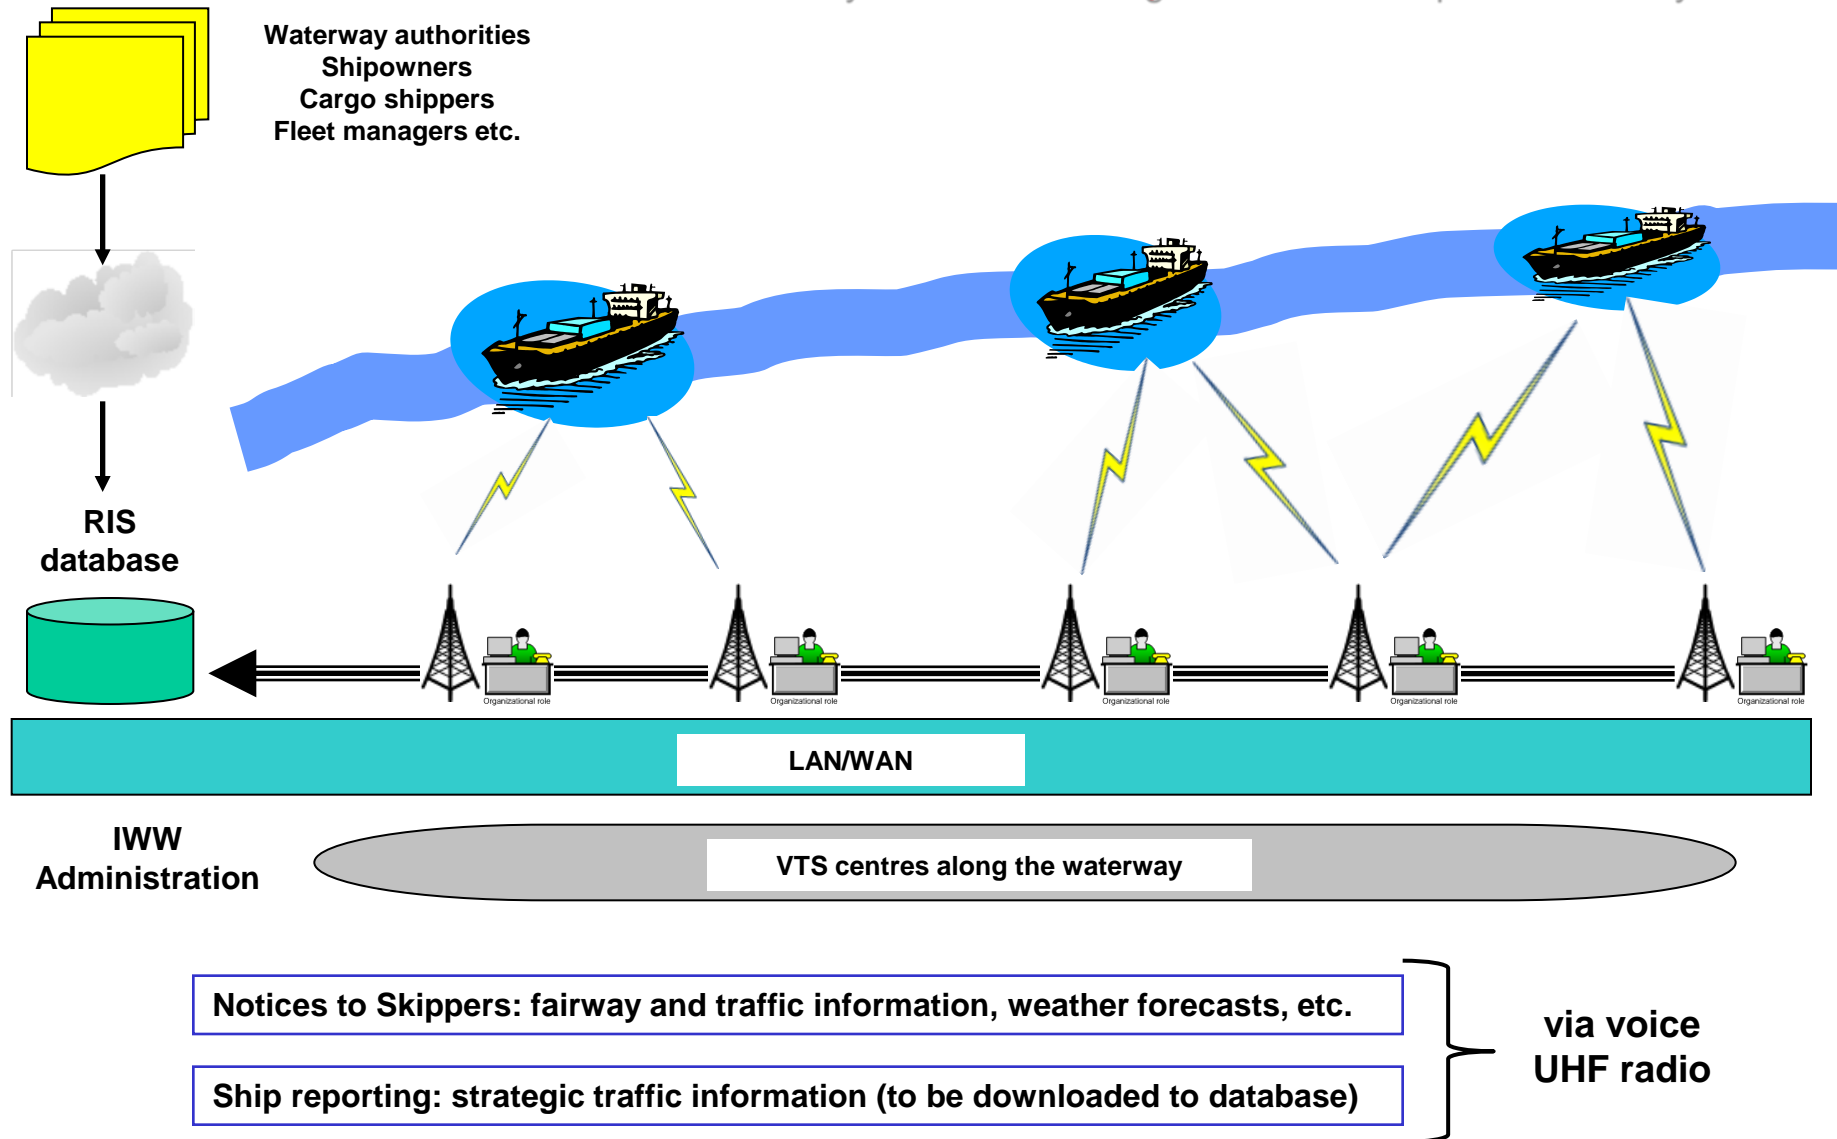 Waterway authorities
Shipowners
Cargo shippers
Fleet managers etc.
RIS
database
Organizational role
Organizational role
Organizational role
Organizational role
Organizational role
LAN/WAN
IWW
Administration
VTS centres along the waterway
Notices to Skippers: fairway and traffic information, weather forecasts, etc.
Ship reporting: strategic traffic information (to be downloaded to database)
via voice
UHF radio